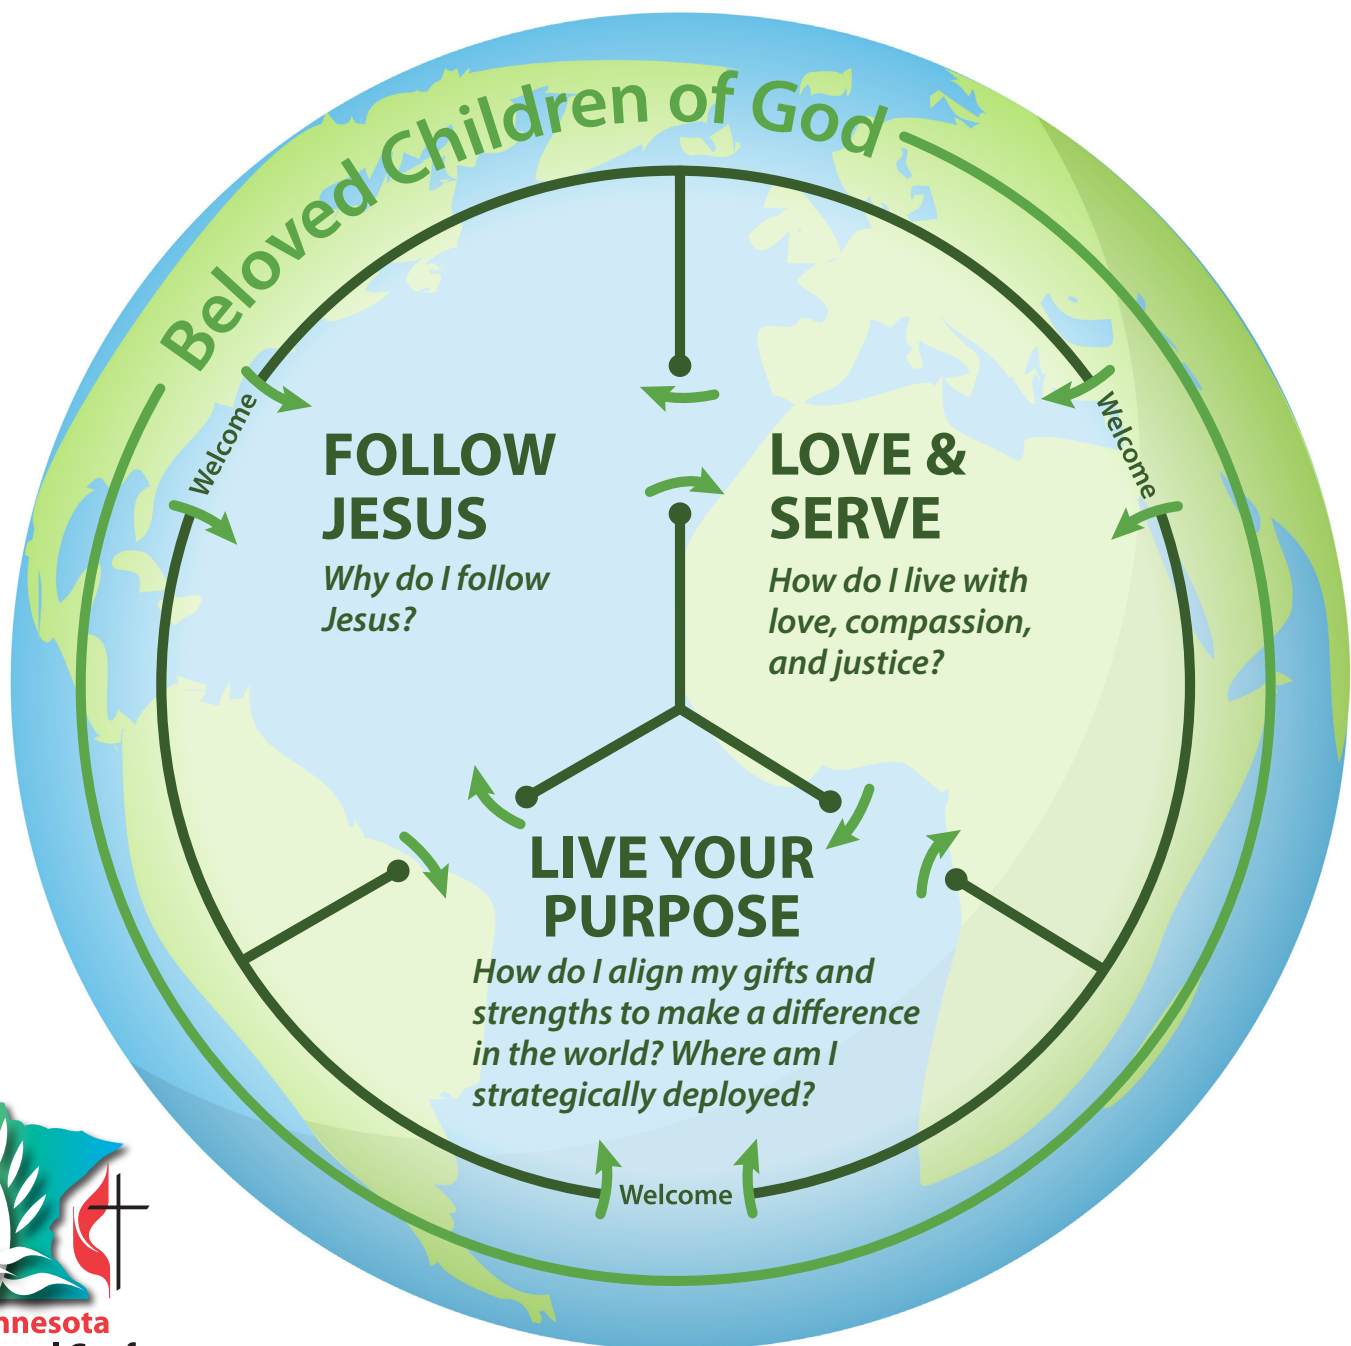 Beloved Children of God
Welcome
Welcome
FOLLOW
JESUS
Why do I follow
Jesus?
LOVE &
SERVE
How do I live with
love, compassion,
and justice?
LIVE YOUR
PURPOSE
How do I align my gifts and
strengths to make a difference
in the world? Where am I
strategically deployed?
Welcome
nnesota